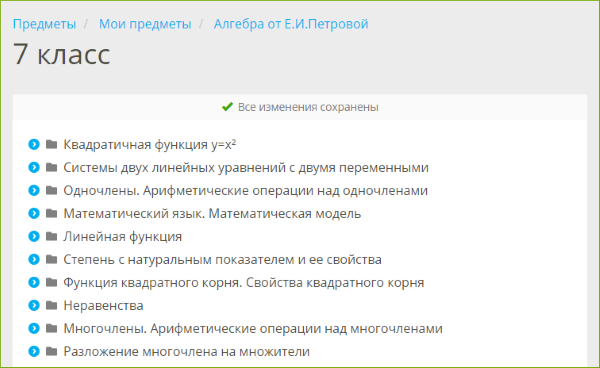 Предметы / Мои предметы / Алгебра от Е.И.Петровой
7 класс
Все изменения сохранены
Квадратичная функция y=x²
Системы двух линейных уравнений с двумя переменными
Одночлены. Арифметические операции над одночленами
Математический язык. Математическая модель
Линейная функция
Степень с натуральным показателем и ее свойства
Функция квадратного корня. Свойства квадратного корня
Неравенства
Многочлены. Арифметические операции над многочленами
Разложение многочлена на множители